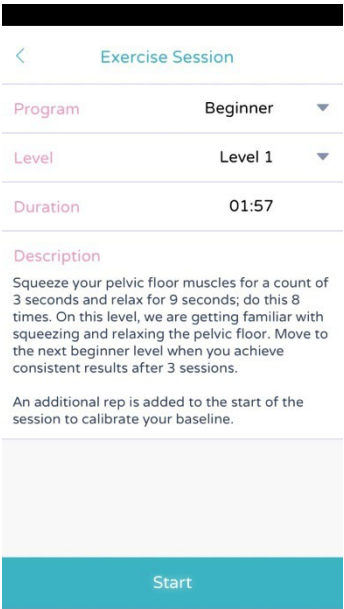 Exercise Session
Program Beginner
Level Level 1
Duration 01:57
Description
Squeeze your pelvic floor muscles for a count of
3 seconds and relax for 9 seconds; do this 8
times. On this level, we are getting familiar with
squeezing and relaxing the pelvic floor. Move to
the next beginner level when you achieve
consistent results after 3 sessions.
An additional rep is added to the start of the
session to calibrate your baseline.
Start